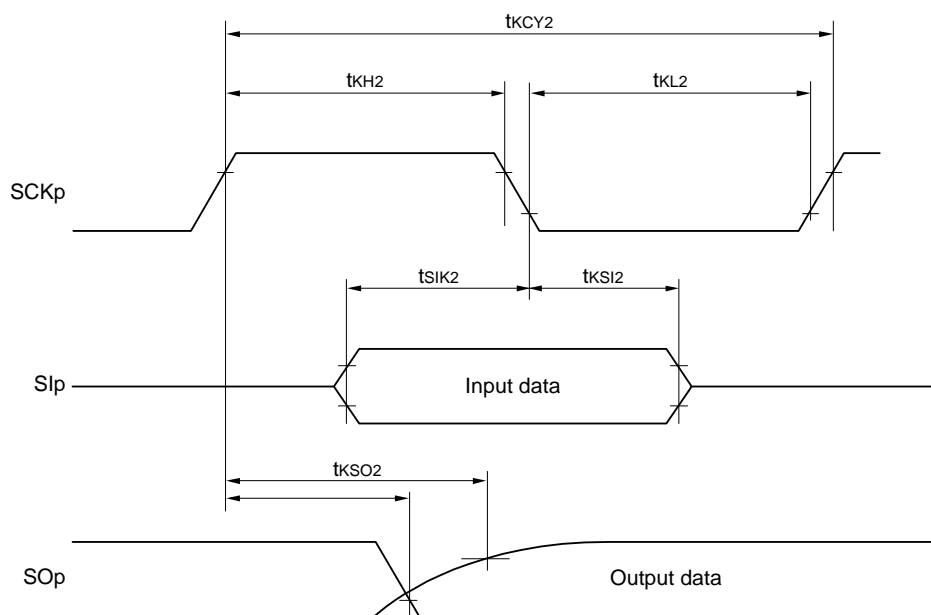 tKCY2
tKH2
tKL2
SCKp
tSIK2
tKSI2
SIp
Input data
tKSO2
SOp
Output data